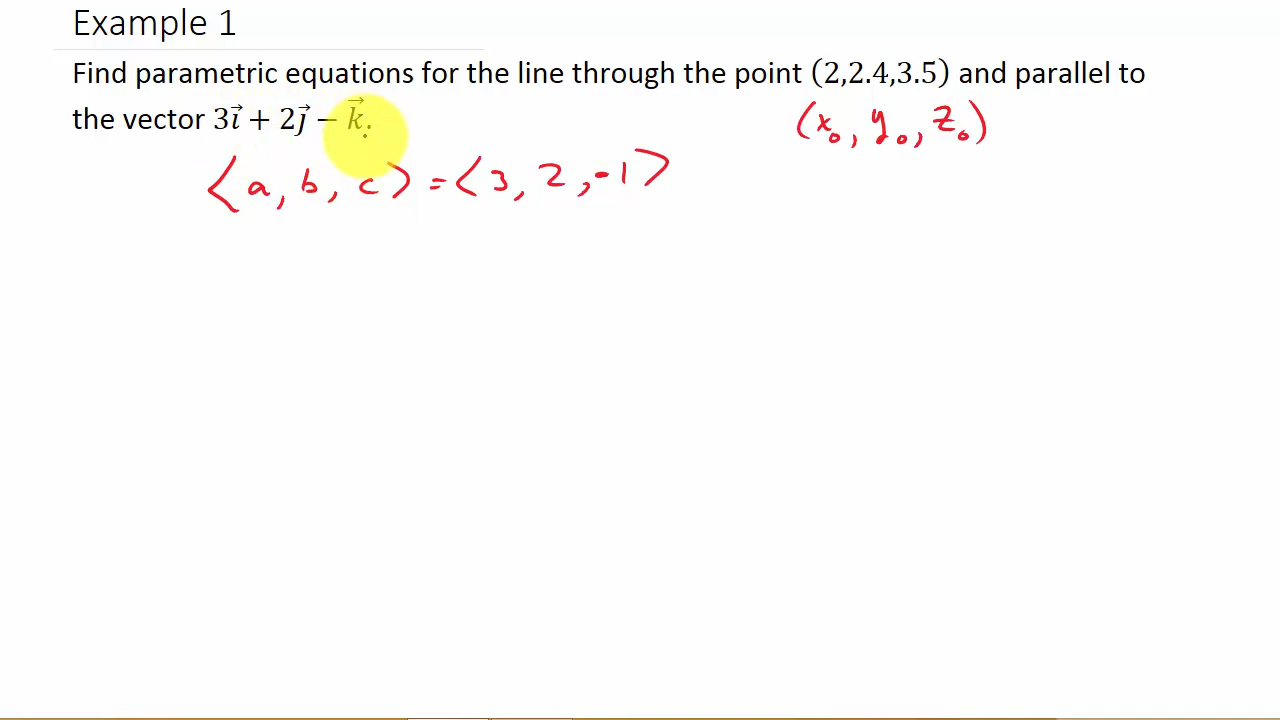 Example 1
Find parametric equations for the line through the point (2,2.4,3.5) and parallel to
the vector 3i⃗ + 2j⃗ − k⃗.
(x₀, y₀, z₀)
⟨a, b, c⟩ = ⟨3, 2, -1⟩